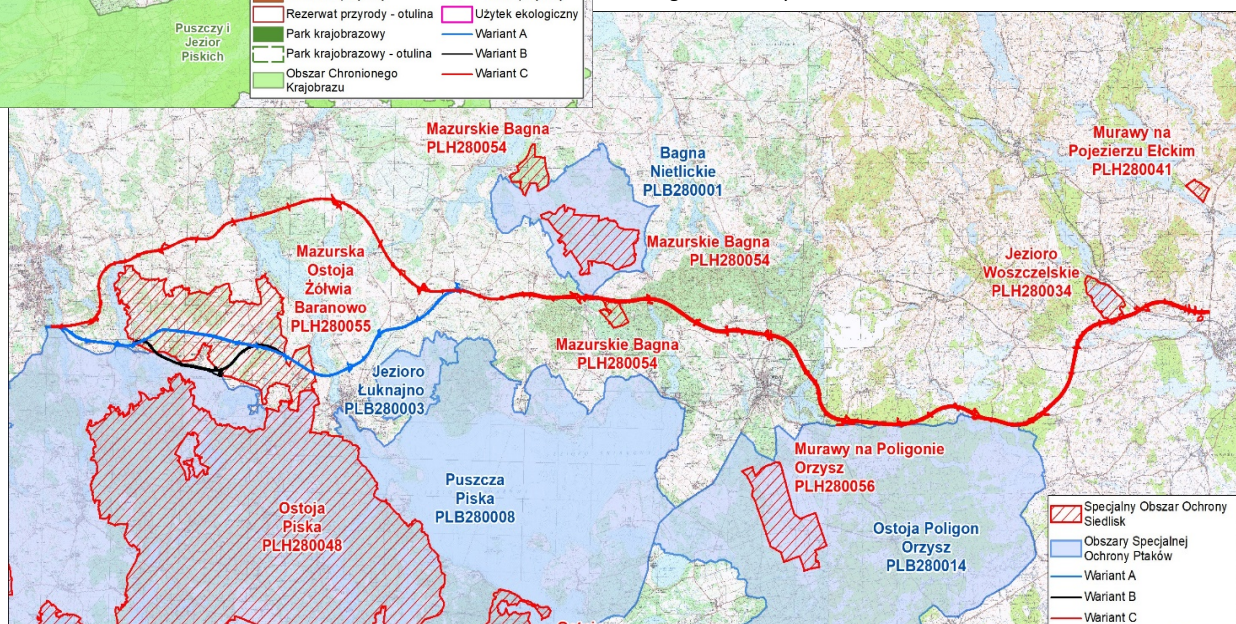 Rezerwat przyrody - otulina
Użytek ekologiczny
Park krajobrazowy
Wariant A
Park krajobrazowy - otulina
Wariant B
Obszar Chronionego
Krajobrazu
Wariant C
Puszczy i
Jezior
Piskich
Mazurskie Bagna
PLH280054
Bagna
Nietlickie
PLB280001
Murawy na
Pojezierzu Ełckim
PLH280041
Mazurska
Ostoja
Żółwia
Baranowo
PLH280055
Mazurskie Bagna
PLH280054
Jezioro
Woszczelskie
PLH280034
Mazurskie Bagna
PLH280054
Jezioro
Łuknajno
PLB280003
Murawy na Poligonie
Orzysz
PLH280056
Puszcza
Piska
PLB280008
Ostoja
Piska
PLH280048
Ostoja Poligon
Orzysz
PLB280014
Specjalny Obszar Ochrony
Siedlisk
Obszary Specjalnej
Ochrony Ptaków
Wariant A
Wariant B
Wariant C